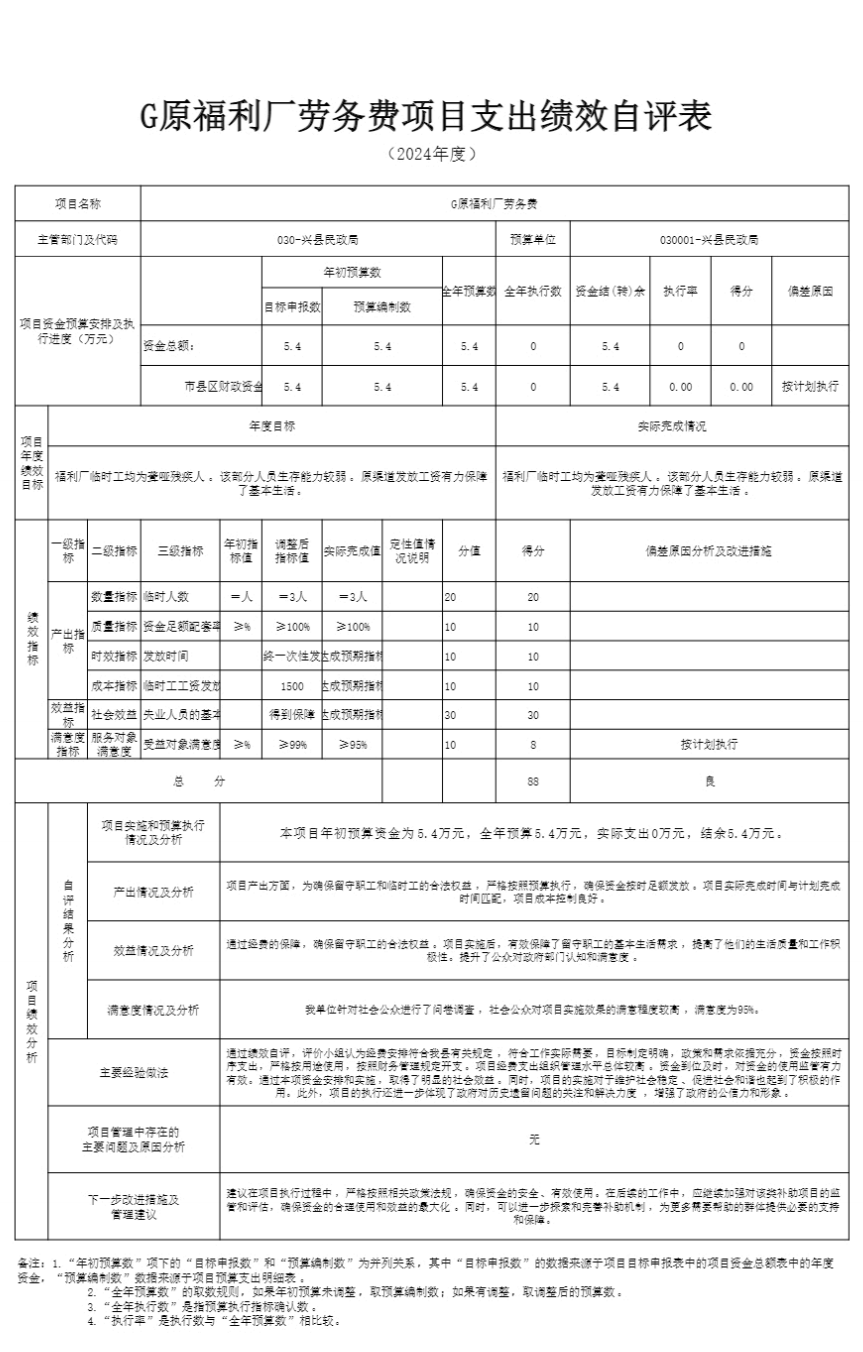 G原福利厂劳务费项目支出绩效自评表
（2024年度）
项目名称 G原福利厂劳务费
主管部门及代码 030-兴县民政局 预算单位 030001-兴县民政局
项目资金预算安排及执行进度（万元） 年初预算数 全年预算数 全年执行数 资金结(转)余 执行率 得分 偏差原因
目标申报数 预算编制数
资金总额： 5.4 5.4 5.4 0 5.4 0 0
市县区财政资金 5.4 5.4 5.4 0 5.4 0.00 0.00 按计划执行
项目年度绩效目标 年度目标 实际完成情况
福利厂临时工均为聋哑残疾人。该部分人员生存能力较弱。原渠道发放工资有力保障了基本生活。 福利厂临时工均为聋哑残疾人。该部分人员生存能力较弱。原渠道发放工资有力保障了基本生活。
绩效指标 一级指标 二级指标 三级指标 年初指标值 调整后指标值 实际完成值 定性值情况说明 分值 得分 偏差原因分析及改进措施
产出指标 数量指标 临时人数 ＝人 ＝3人 ＝3人 20 20
质量指标 资金足额配套率 ≥% ≥100% ≥100% 10 10
时效指标 发放时间 终一次性发 达成预期指标 10 10
成本指标 临时工工资发放 1500 达成预期指标 10 10
效益指标 社会效益 失业人员的基本 得到保障 达成预期指标 30 30
满意度指标 服务对象满意度 受益对象满意度 ≥% ≥99% ≥95% 10 8 按计划执行
总 分 88 良
项目绩效分析 自评结果分析 项目实施和预算执行情况及分析 本项目年初预算资金为5.4万元，全年预算5.4万元，实际支出0万元，结余5.4万元。
产出情况及分析 项目产出方面，为确保留守职工和临时工的合法权益，严格按照预算执行，确保资金按时足额发放。项目实际完成时间与计划完成
时间匹配，项目成本控制良好。
效益情况及分析 通过经费的保障，确保留守职工的合法权益。项目实施后，有效保障了留守职工的基本生活需求，提高了他们的生活质量和工作积
极性。提升了公众对政府部门认知和满意度。
满意度情况及分析 我单位针对社会公众进行了问卷调查，社会公众对项目实施效果的满意程度较高，满意度为95%。
主要经验做法 通过绩效自评，评价小组认为经费安排符合我县有关规定，符合工作实际需要，目标制定明确，政策和需求依据充分，资金按照时
序支出，严格按用途使用，按照财务管理规定开支。项目经费支出组织管理水平总体较高。资金到位及时，对资金的使用监管有力
有效。通过本项资金安排和实施，取得了明显的社会效益。同时，项目的实施对于维护社会稳定、促进社会和谐也起到了积极的作
用。此外，项目的执行还进一步体现了政府对历史遗留问题的关注和解决力度，增强了政府的公信力和形象。
项目管理中存在的主要问题及原因分析 无
下一步改进措施及管理建议 建议在项目执行过程中，严格按照相关政策法规，确保资金的安全、有效使用。在后续的工作中，应继续加强对该类补助项目的监
管和评估，确保资金的合理使用和效益的最大化。同时，可以进一步探索和完善补助机制，为更多需要帮助的群体提供必要的支持
和保障。
备注：1.“年初预算数”项下的“目标申报数”和“预算编制数”为并列关系，其中“目标申报数”的数据来源于项目目标申报表中的项目资金总额表中的年度
资金，“预算编制数”数据来源于项目预算支出明细表。
2.“全年预算数”的取数规则，如果年初预算未调整，取预算编制数；如果有调整，取调整后的预算数。
3.“全年执行数”是指预算执行指标确认数。
4.“执行率”是执行数与“全年预算数”相比较。